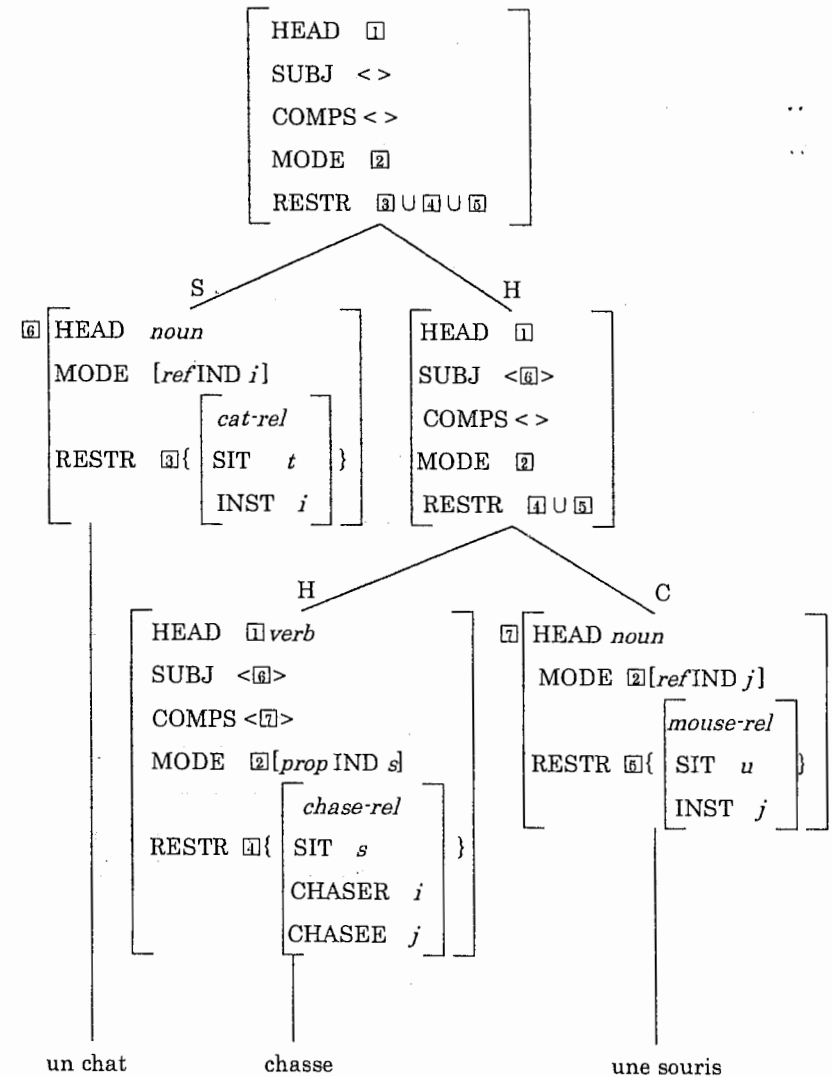 HEAD 1
SUBJ < >
COMPS < >
MODE 2
RESTR 3 ∪ 4 ∪ 5
S
H
6 HEAD noun
MODE [ref IND i]
RESTR 3 { cat-rel
SIT t }
INST i
HEAD 1
SUBJ <6>
COMPS < >
MODE 2
RESTR 4 ∪ 5
H
C
HEAD 1 verb
SUBJ <6>
COMPS <7>
MODE 2 [prop IND s]
RESTR 4 { chase-rel
SIT s }
CHASER i
CHASEE j
7 HEAD noun
MODE 2 [ref IND j]
RESTR 5 { mouse-rel
SIT u }
INST j
un chat chasse une souris